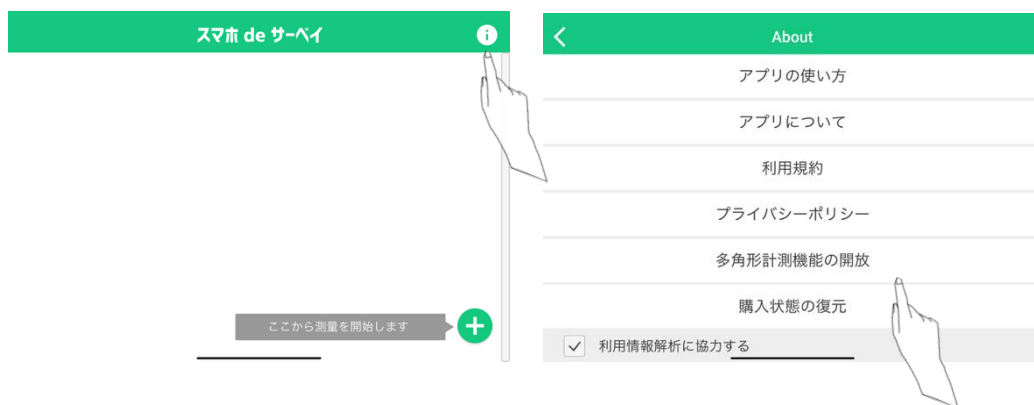 スマホ de サーベイ
ここから測量を開始します
About
アプリの使い方
アプリについて
利用規約
プライバシーポリシー
多角形計測機能の開放
購入状態の復元
利用情報解析に協力する